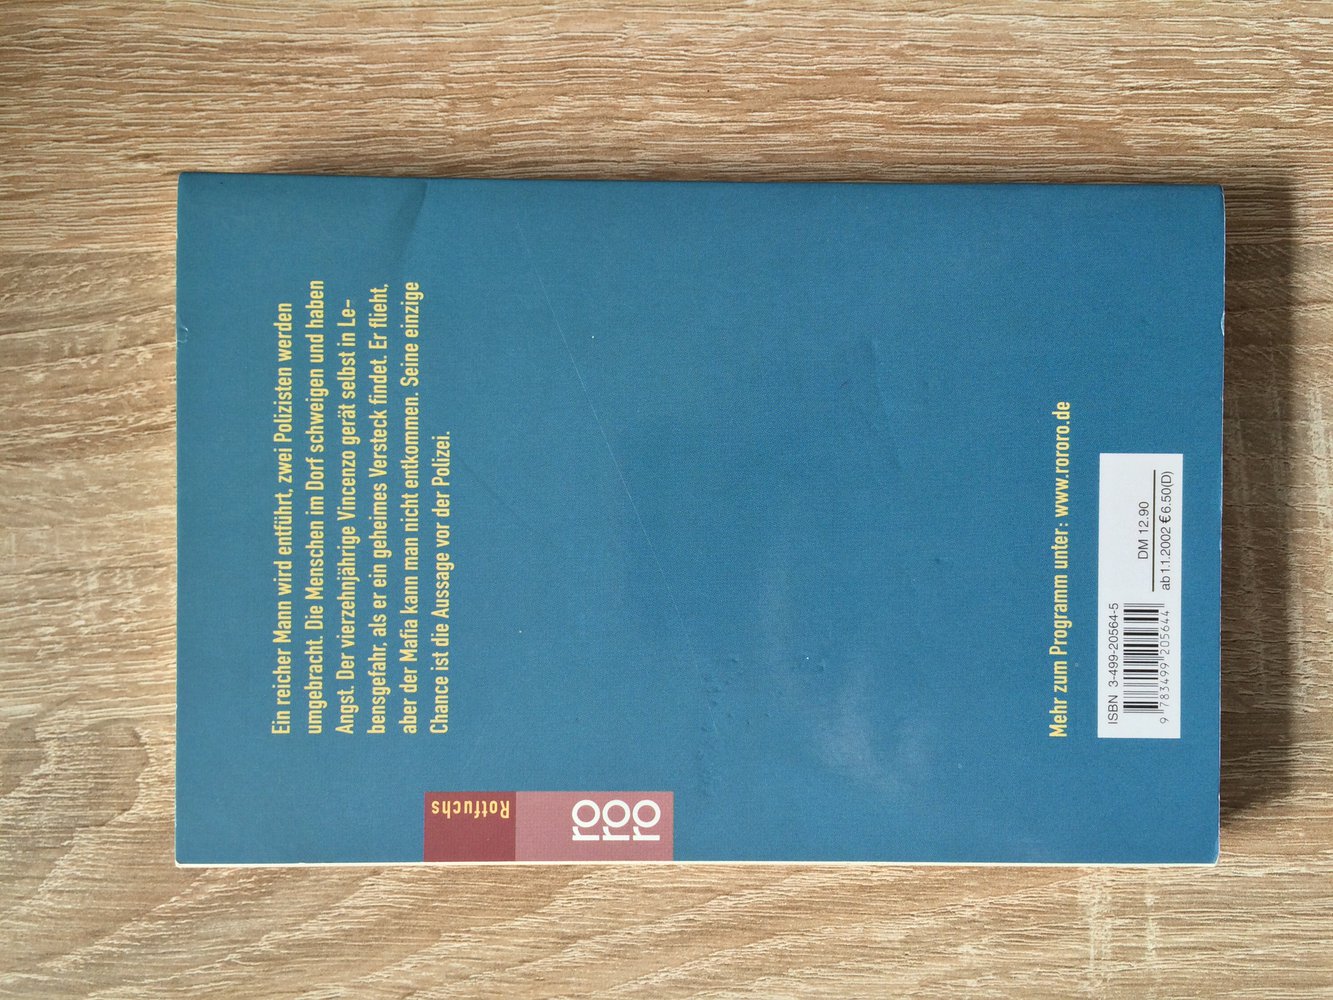 Ein reicher Mann wird entführt, zwei Polizisten werden
umgebracht. Die Menschen im Dorf schweigen und haben
Angst. Der vierzehnjährige Vincenzo gerät selbst in Le-
bensgefahr, als er ein geheimes Versteck findet. Er flieht,
aber der Mafia kann man nicht entkommen. Seine einzige
Chance ist die Aussage vor der Polizei.
Rotfuchs
ro
ro
ro
Mehr zum Programm unter: www.rororo.de
ISBN 3-499-20564-5
9 783499 205644
DM 12.90
ab 1.1.2002 € 6.50(D)